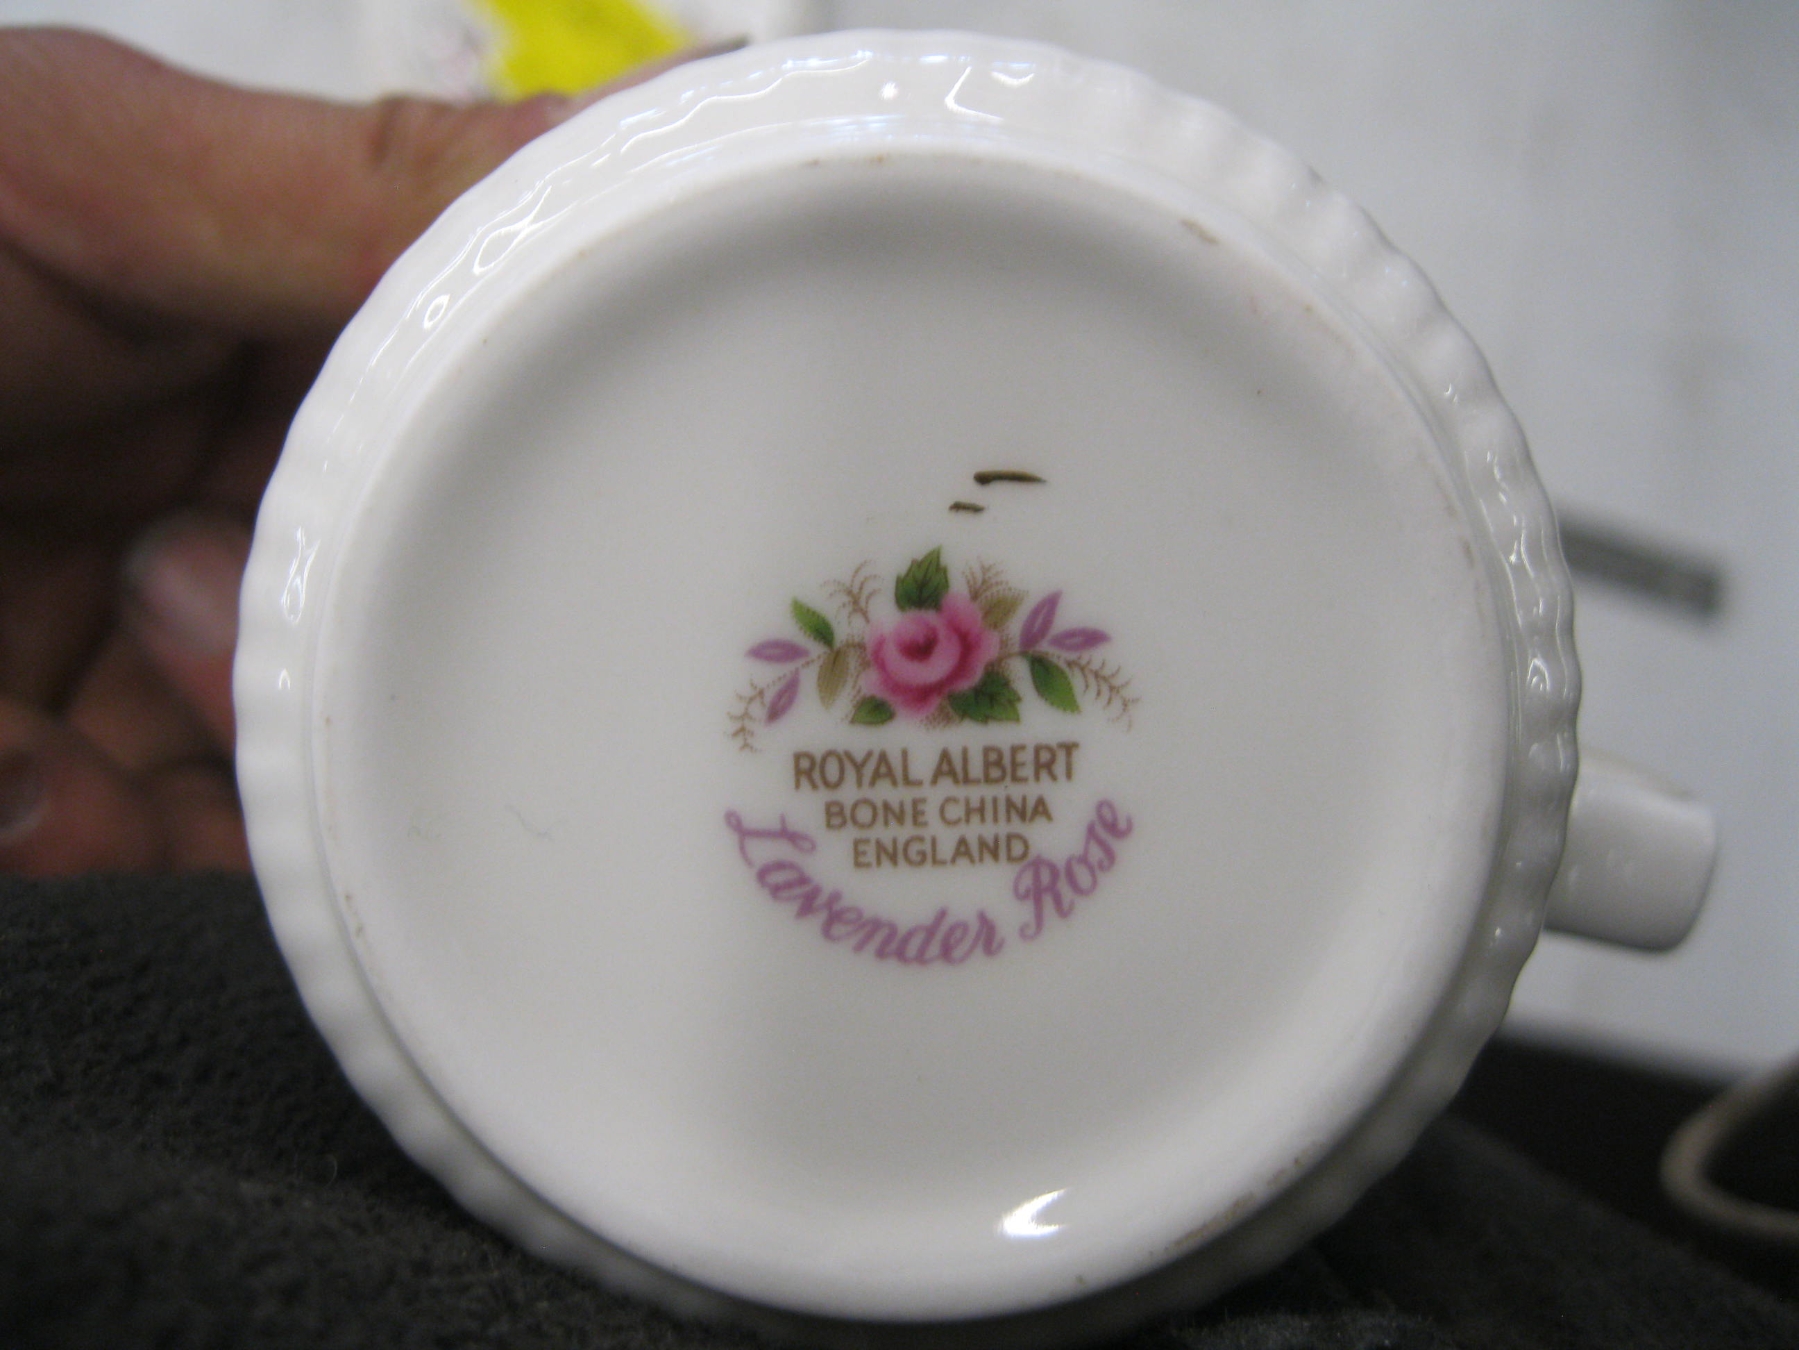 ROYAL ALBERT
BONE CHINA
ENGLAND
Lavender Rose